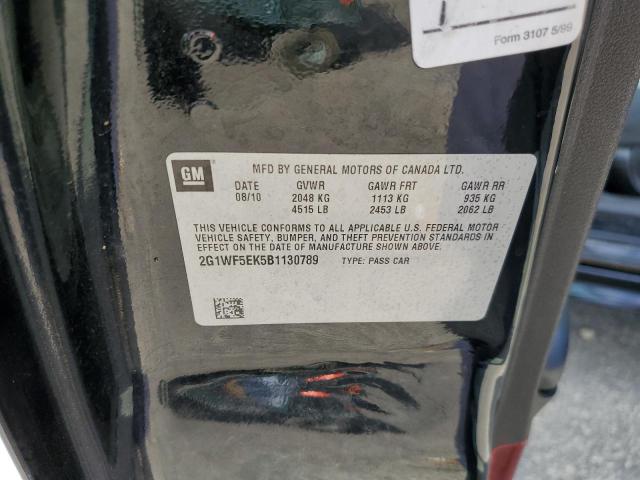 Form 3107 5/99
GM
MFD BY GENERAL MOTORS OF CANADA LTD.
DATE GVWR GAWR FRT GAWR RR
08/10 2048 KG 1113 KG 935 KG
4515 LB 2453 LB 2062 LB
THIS VEHICLE CONFORMS TO ALL APPLICABLE U.S. FEDERAL MOTOR
VEHICLE SAFETY, BUMPER, AND THEFT PREVENTION STANDARDS IN
EFFECT ON THE DATE OF MANUFACTURE SHOWN ABOVE.
2G1WF5EK5B1130789 TYPE: PASS CAR